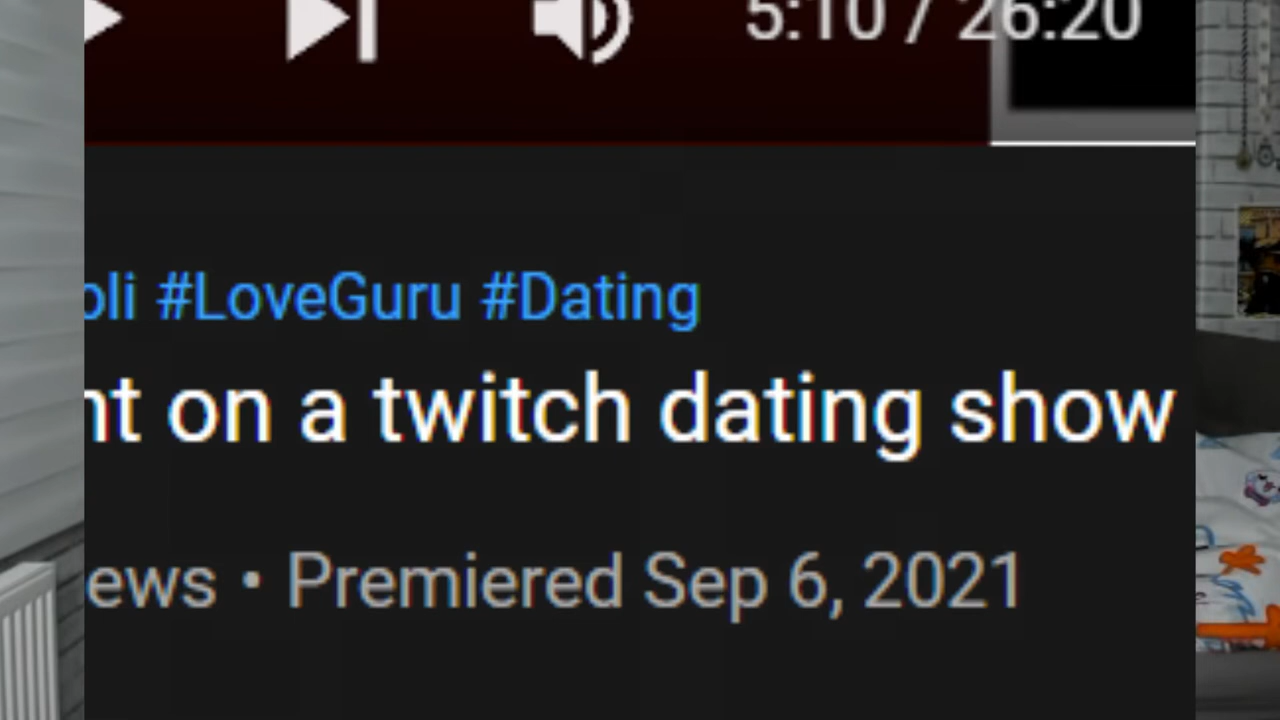 5:10 / 26:20
#LoveGuru #Dating
on a twitch dating show
Premiered Sep 6, 2021